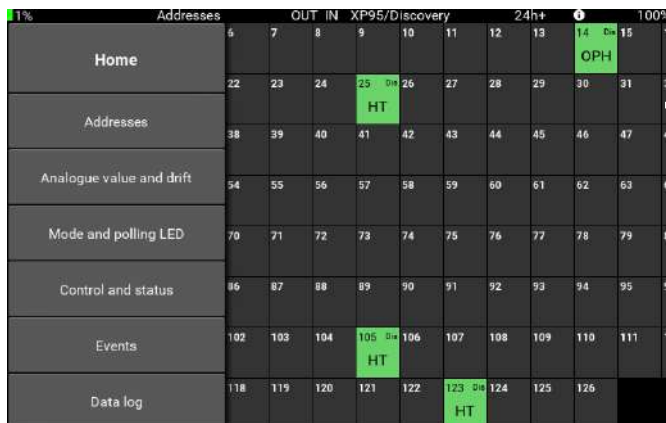 1% Addresses OUT IN XP95/Discovery 24h+ 100%
6 7 8 9 10 11 12 13 14 Dis 15
Home
OPH
22 23 24 25 Dis 26 27 28 29 30 31
HT
Addresses
38 39 40 41 42 43 44 45 46 47
Analogue value and drift
54 55 56 57 58 59 60 61 62 63
Mode and polling LED
70 71 72 73 74 75 76 77 78 79
Control and status
86 87 88 89 90 91 92 93 94 95
Events
102 103 104 105 Dis 106 107 108 109 110 111
HT
118 119 120 121 122 123 Dis 124 125 126
Data log
HT